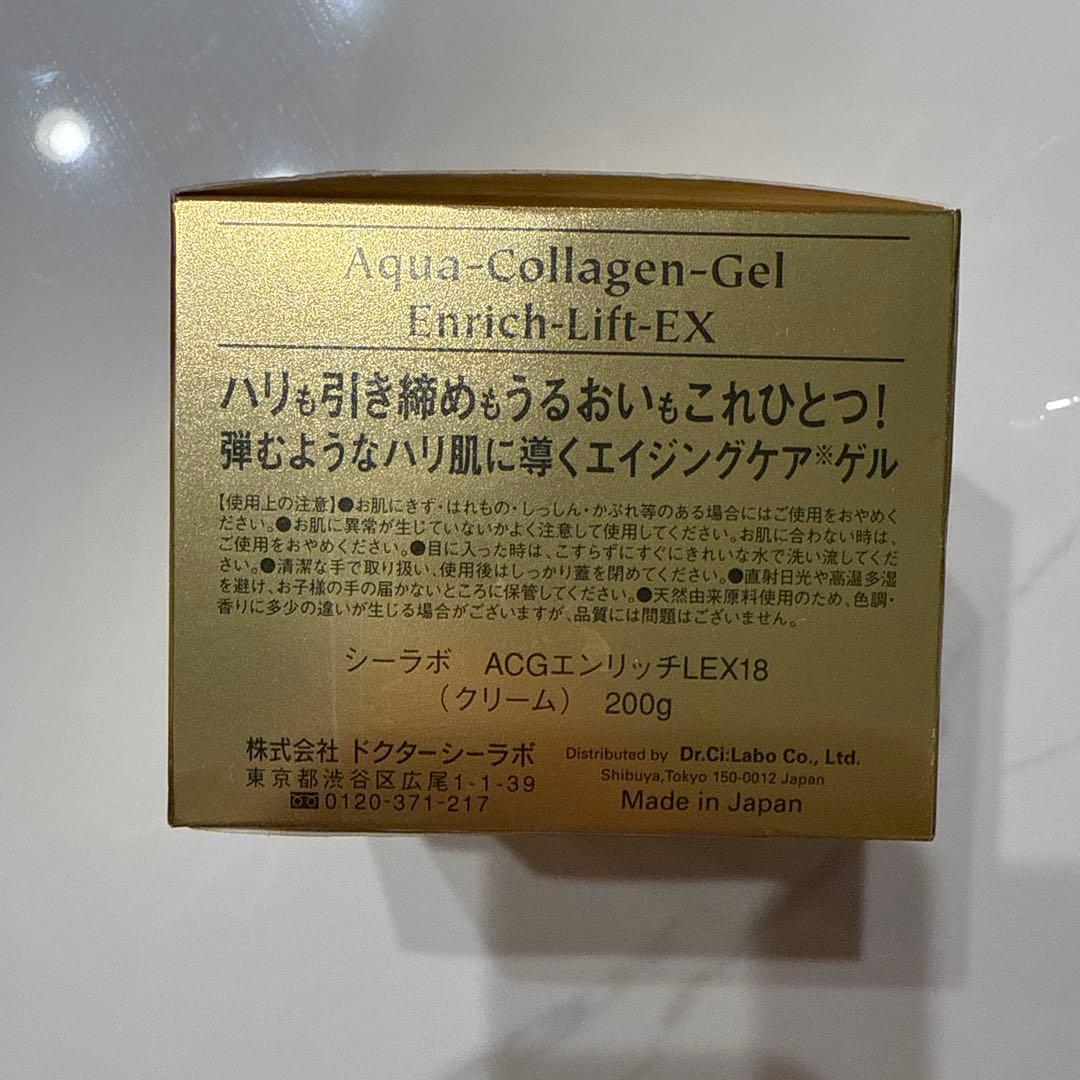 Aqua-Collagen-Gel
Enrich-Lift-EX
ハリも引き締めもうるおいもこれひとつ!
弾むようなハリ肌に導くエイジングケア※ゲル
【使用上の注意】●お肌にきず・はれもの・しっしん・かぶれ等のある場合にはご使用をおやめく
ださい。●お肌に異常が生じていないかよく注意して使用してください。お肌に合わない時は、
ご使用をおやめください。●目に入った時は、こすらずにすぐにきれいな水で洗い流してくだ
さい。●清潔な手で取り扱い、使用後はしっかり蓋を閉めてください。●直射日光や高温多湿
を避け、お子様の手の届かないところに保管してください。●天然由来原料使用のため、色調・
香りに多少の違いが生じる場合がございますが、品質には問題はございません。
シーラボ ACGエンリッチLEX18
(クリーム) 200g
株式会社 ドクターシーラボ
東京都渋谷区広尾1-1-39
0120-371-217
Distributed by Dr.Ci:Labo Co., Ltd.
Shibuya,Tokyo 150-0012 Japan
Made in Japan